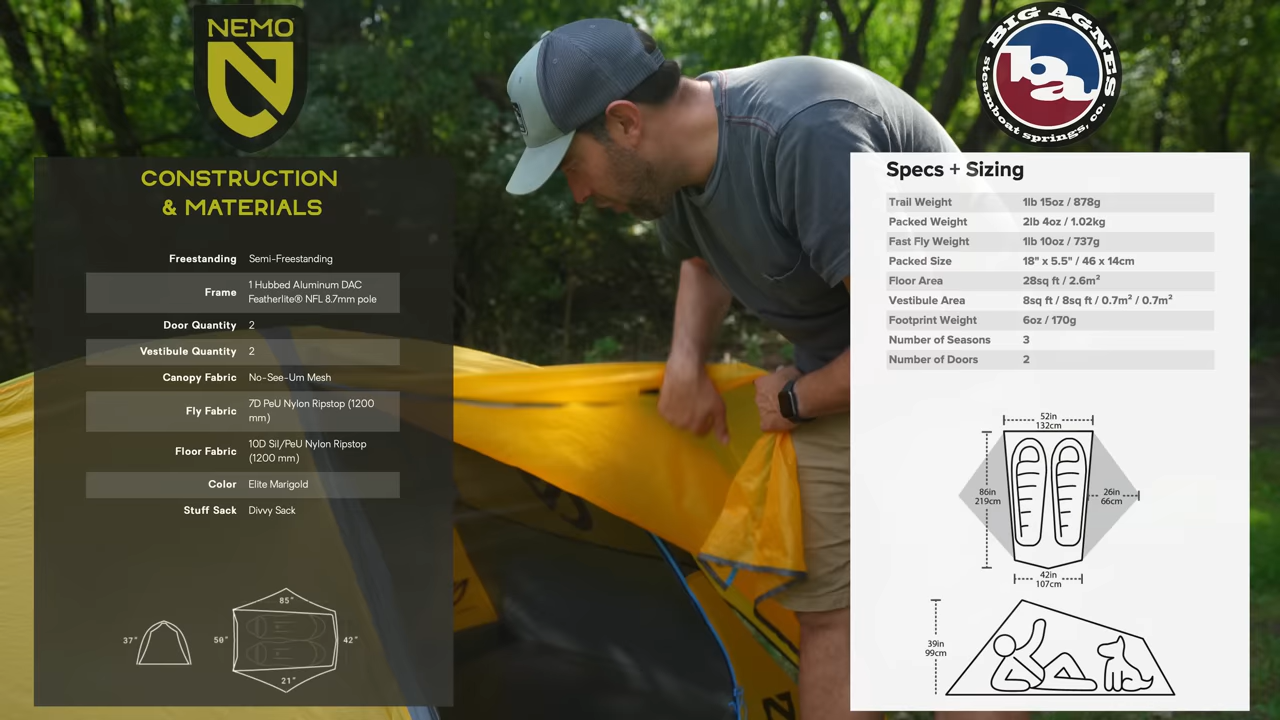 NEMO
CONSTRUCTION
& MATERIALS
Freestanding Semi-Freestanding
Frame 1 Hubbed Aluminum DAC
Featherlite® NFL 8.7mm pole
Door Quantity 2
Vestibule Quantity 2
Canopy Fabric No-See-Um Mesh
Fly Fabric 7D PeU Nylon Ripstop (1200
mm)
Floor Fabric 10D Sil/PeU Nylon Ripstop
(1200 mm)
Color Elite Marigold
Stuff Sack Divvy Sack
37"
85"
50"
42"
21"
BIG AGNES
ba
steamboat springs, co.
Specs + Sizing
Trail Weight 1lb 15oz / 878g
Packed Weight 2lb 4oz / 1.02kg
Fast Fly Weight 1lb 10oz / 737g
Packed Size 18" x 5.5" / 46 x 14cm
Floor Area 28sq ft / 2.6m²
Vestibule Area 8sq ft / 8sq ft / 0.7m² / 0.7m²
Footprint Weight 6oz / 170g
Number of Seasons 3
Number of Doors 2
52in
132cm
86in
219cm
26in
66cm
42in
107cm
39in
99cm